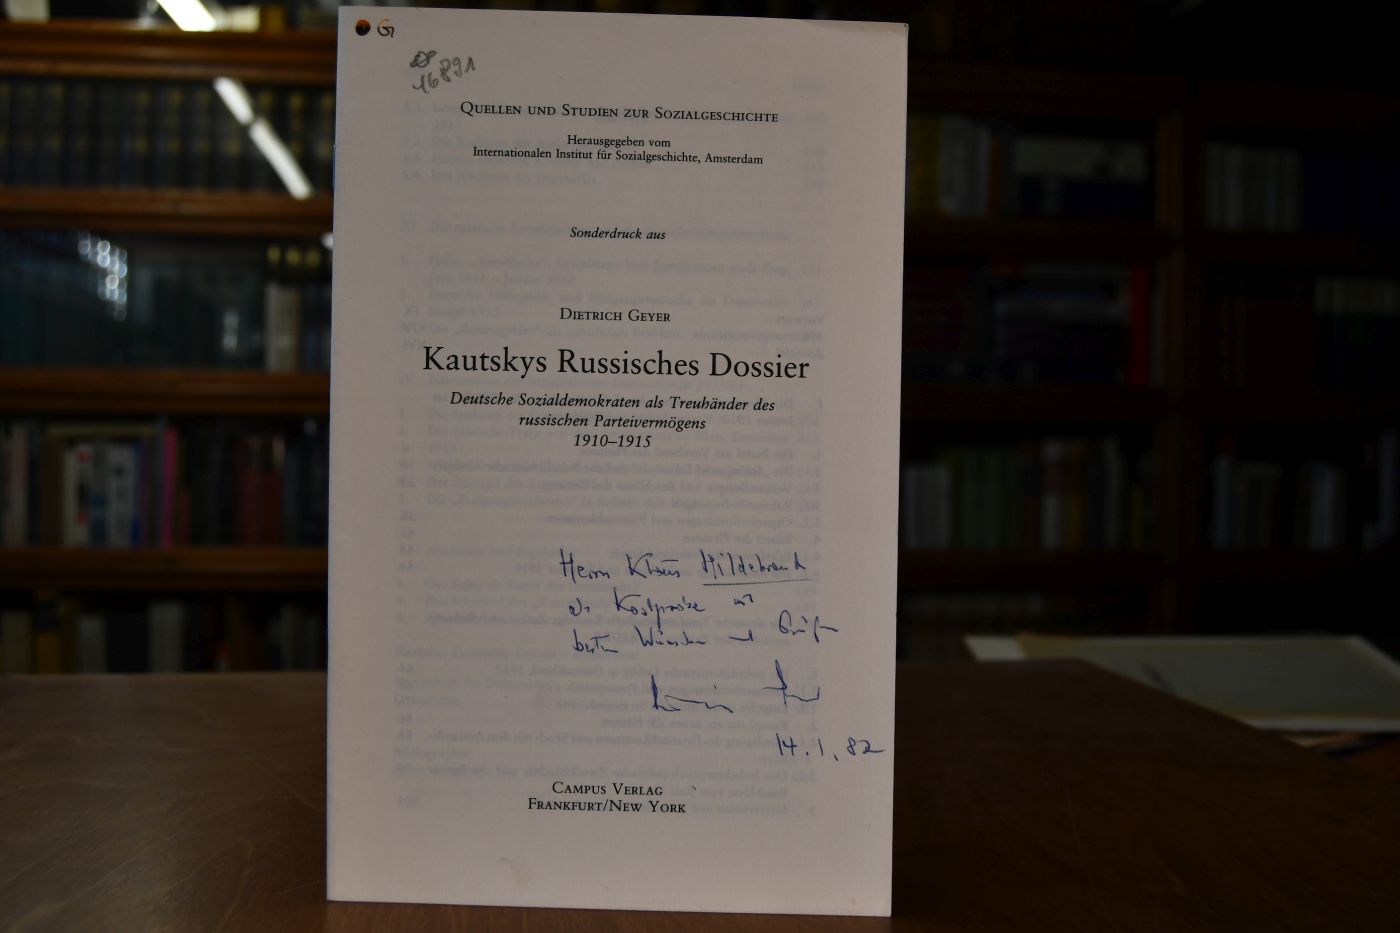 G
16891
QUELLEN UND STUDIEN ZUR SOZIALGESCHICHTE
Herausgegeben vom
Internationalen Institut für Sozialgeschichte, Amsterdam
Sonderdruck aus
DIETRICH GEYER
Kautskys Russisches Dossier
Deutsche Sozialdemokraten als Treuhänder des
russischen Parteivermögens
1910–1915
Herrn Klaus Hildebrand
als Kostprobe mit
besten Wünschen und Grüßen
14.1.82
CAMPUS VERLAG
FRANKFURT/NEW YORK